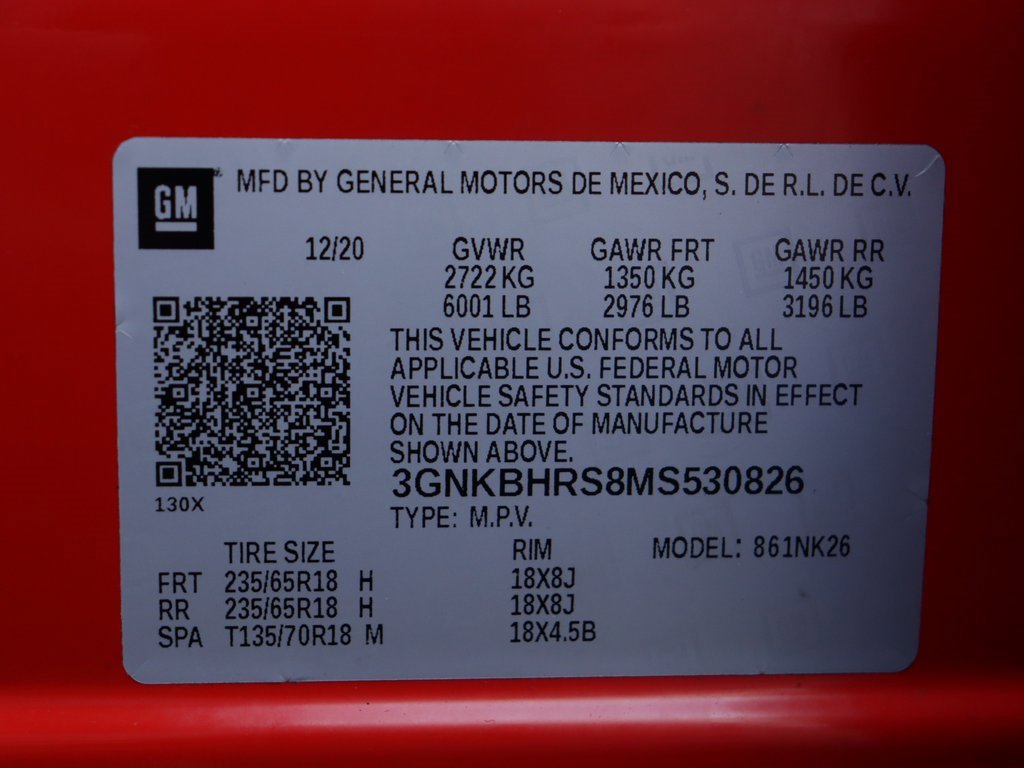 GM
MFD BY GENERAL MOTORS DE MEXICO, S. DE R.L. DE C.V.
12/20 GVWR GAWR FRT GAWR RR
2722 KG 1350 KG 1450 KG
6001 LB 2976 LB 3196 LB
THIS VEHICLE CONFORMS TO ALL
APPLICABLE U.S. FEDERAL MOTOR
VEHICLE SAFETY STANDARDS IN EFFECT
ON THE DATE OF MANUFACTURE
SHOWN ABOVE.
3GNKBHRS8MS530826
130X
TYPE: M.P.V.
TIRE SIZE RIM MODEL: 861NK26
FRT 235/65R18 H 18X8J
RR 235/65R18 H 18X8J
SPA T135/70R18 M 18X4.5B